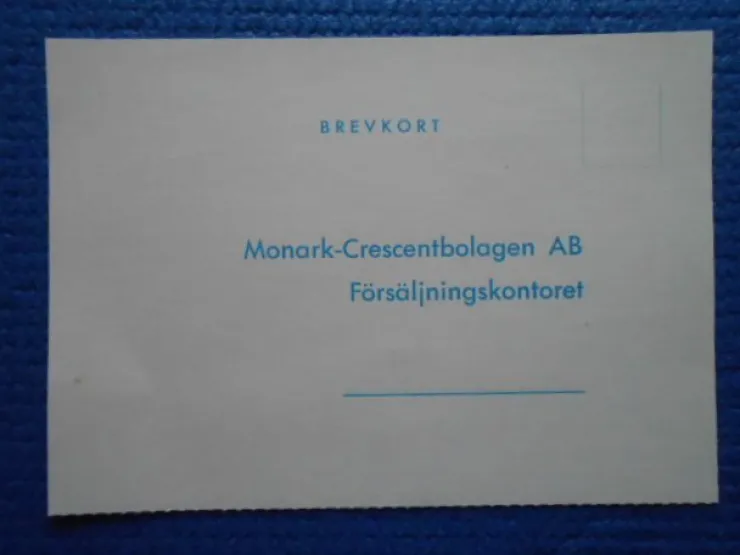 BREVKORT
Monark-Crescentbolagen AB
Försäljningskontoret